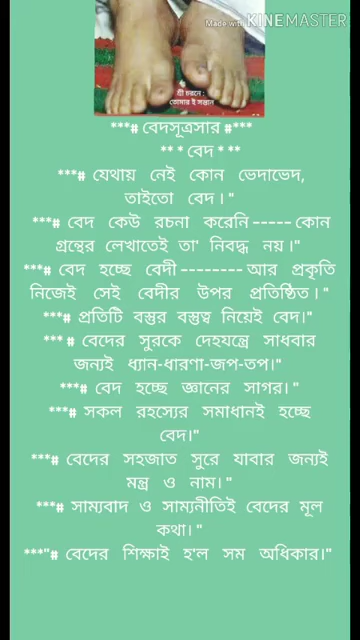 Made with KINEMASTER
শ্রী চরনে :
তোমার ই সন্তান
***# বেদসূত্রসার #***
** * বেদ * **
***# যেথায় নেই কোন ভেদাভেদ,
তাইতো বেদ। "
***# বেদ কেউ রচনা করেনি ----- কোন
গ্রন্থের লেখাতেই তা' নিবদ্ধ নয়।"
***# বেদ হচ্ছে বেদী -------- আর প্রকৃতি
নিজেই সেই বেদীর উপর প্রতিষ্ঠিত। "
***# প্রতিটি বস্তুর বস্তুত্ব নিয়েই বেদ।"
*** # বেদের সুরকে দেহযন্ত্রে সাধবার
জন্যই ধ্যান-ধারণা-জপ-তপ।"
***# বেদ হচ্ছে জ্ঞানের সাগর। "
***# সকল রহস্যের সমাধানই হচ্ছে
বেদ।"
***# বেদের সহজাত সুরে যাবার জন্যই
মন্ত্র ও নাম। "
***# সাম্যবাদ ও সাম্যনীতিই বেদের মূল
কথা। "
***"# বেদের শিক্ষাই হ'ল সম অধিকার।"